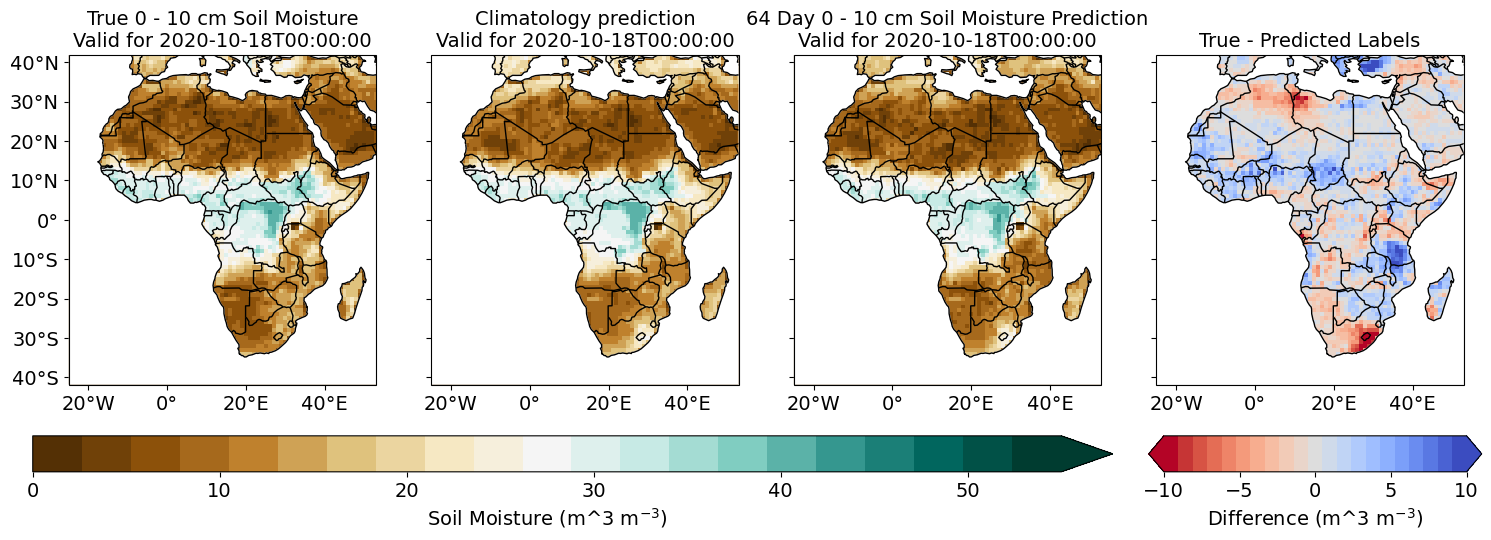 True 0 - 10 cm Soil Moisture
Valid for 2020-10-18T00:00:00
Climatology prediction
Valid for 2020-10-18T00:00:00
64 Day 0 - 10 cm Soil Moisture Prediction
Valid for 2020-10-18T00:00:00
True - Predicted Labels
40°N
30°N
20°N
10°N
0°
10°S
20°S
30°S
40°S
20°W 0° 20°E 40°E
20°W 0° 20°E 40°E
20°W 0° 20°E 40°E
20°W 0° 20°E 40°E
0 10 20 30 40 50
Soil Moisture (m^3 m⁻³)
−10 −5 0 5 10
Difference (m^3 m⁻³)